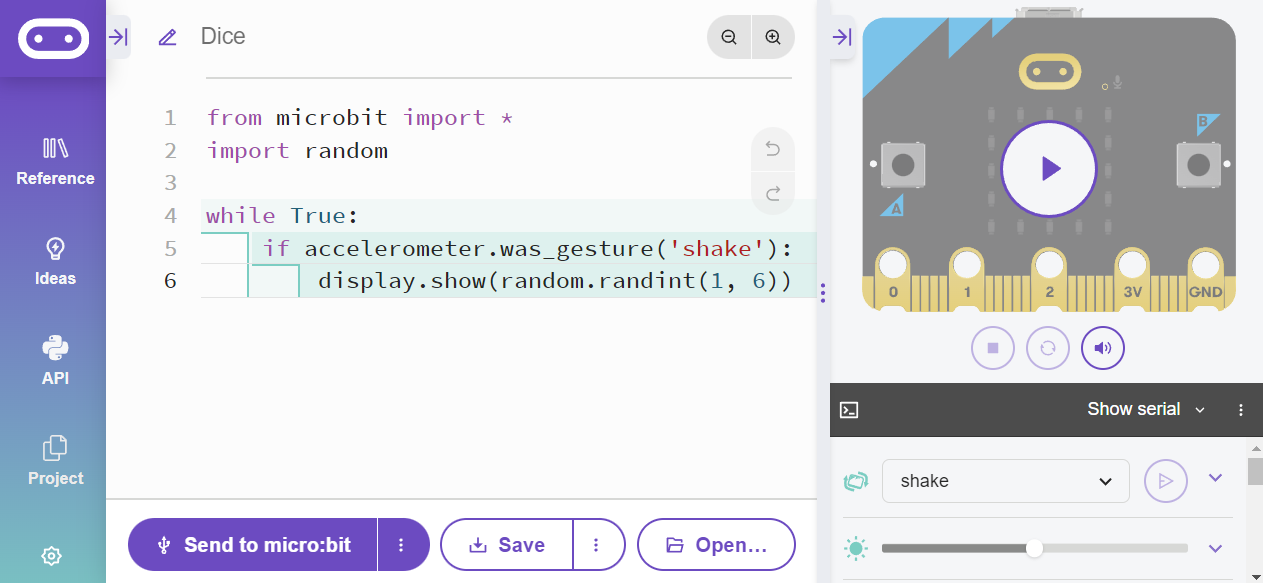 Dice
Reference
Ideas
API
Project
1 from microbit import *
2 import random
3
4 while True:
5 if accelerometer.was_gesture('shake'):
6 display.show(random.randint(1, 6))
Send to micro:bit
Save
Open...
B
A
0 1 2 3V GND
Show serial
shake